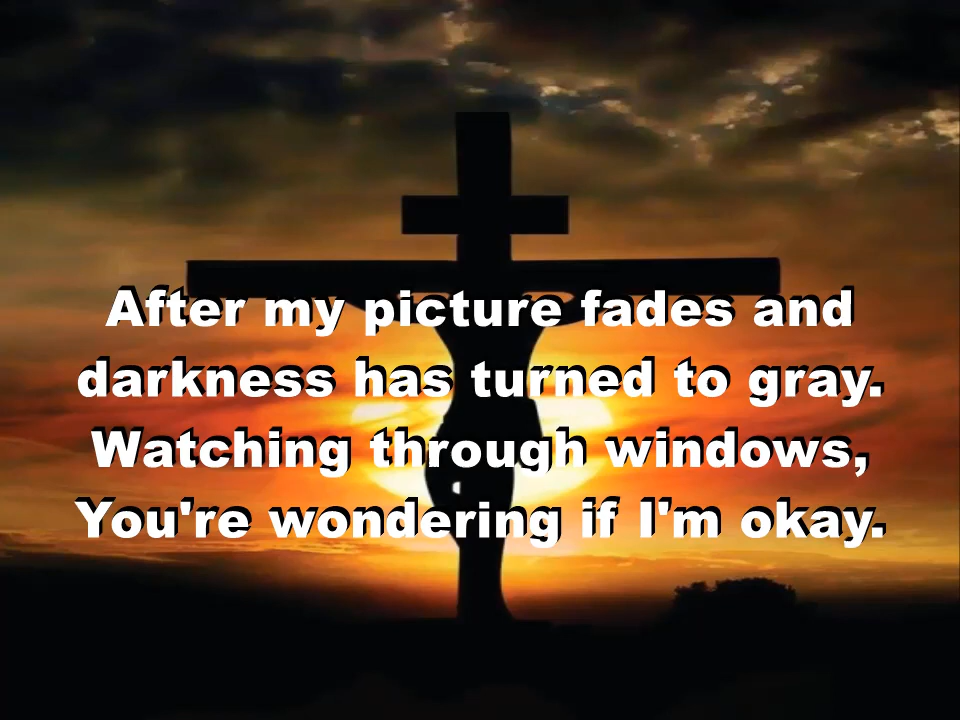 After my picture fades and
darkness has turned to gray.
Watching through windows,
You're wondering if I'm okay.